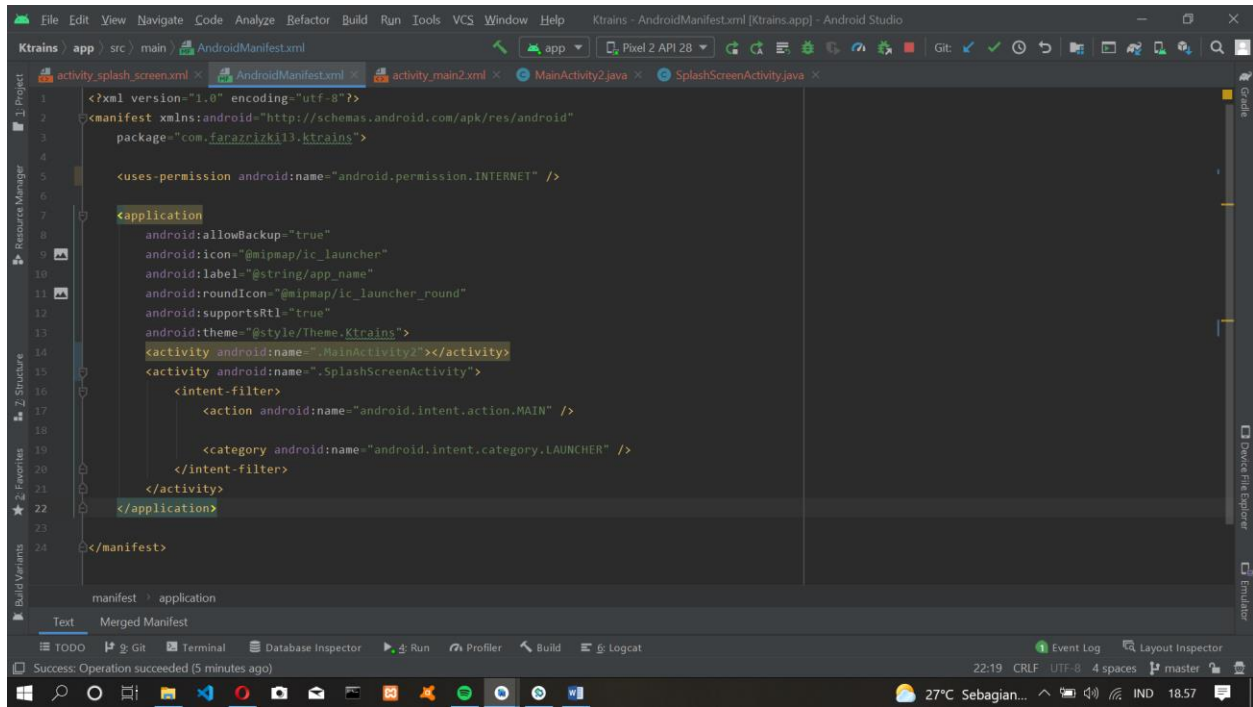 File Edit View Navigate Code Analyze Refactor Build Run Tools VCS Window Help Ktrains - AndroidManifest.xml [Ktrains.app] - Android Studio
Ktrains app src main AndroidManifest.xml app Pixel 2 API 28 Git:
activity_splash_screen.xml AndroidManifest.xml activity_main2.xml MainActivity2.java SplashScreenActivity.java
1: Project
Resource Manager
7: Structure
2: Favorites
Build Variants
1 <?xml version="1.0" encoding="utf-8"?>
2 <manifest xmlns:android="http://schemas.android.com/apk/res/android"
3 package="com.farazrizki13.ktrains">
4
5 <uses-permission android:name="android.permission.INTERNET" />
6
7 <application
8 android:allowBackup="true"
9 android:icon="@mipmap/ic_launcher"
10 android:label="@string/app_name"
11 android:roundIcon="@mipmap/ic_launcher_round"
12 android:supportsRtl="true"
13 android:theme="@style/Theme.Ktrains">
14 <activity android:name=".MainActivity2"></activity>
15 <activity android:name=".SplashScreenActivity">
16 <intent-filter>
17 <action android:name="android.intent.action.MAIN" />
18
19 <category android:name="android.intent.category.LAUNCHER" />
20 </intent-filter>
21 </activity>
22 </application>
23
24 </manifest>
Gradle
Device File Explorer
Emulator
manifest application
Text Merged Manifest
TODO 9: Git Terminal Database Inspector 4: Run Profiler Build 6: Logcat 1 Event Log Layout Inspector
Success: Operation succeeded (5 minutes ago) 22:19 CRLF UTF-8 4 spaces master
27°C Sebagian... IND 18.57